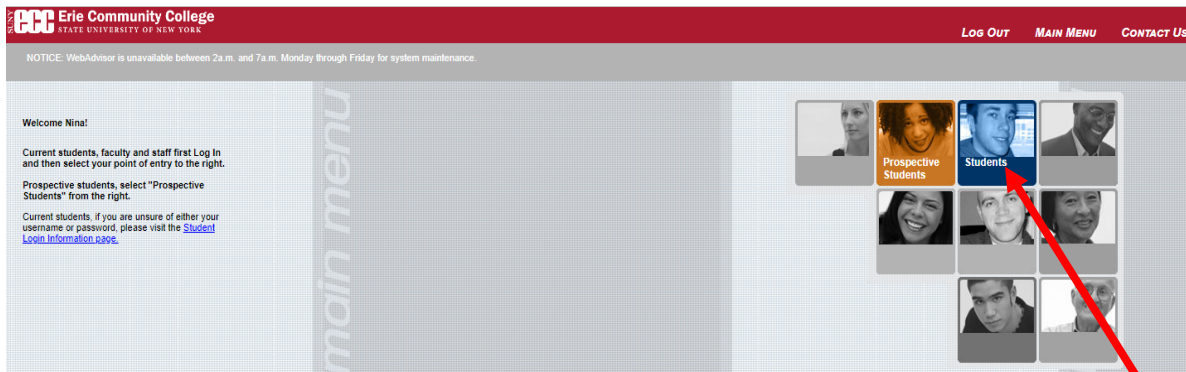 SUNY ecc Erie Community College
STATE UNIVERSITY OF NEW YORK
LOG OUT MAIN MENU CONTACT US
NOTICE: WebAdvisor is unavailable between 2a.m. and 7a.m. Monday through Friday for system maintenance.
main menu
Welcome Nina!
Current students, faculty and staff first Log In
and then select your point of entry to the right.
Prospective students, select "Prospective
Students" from the right.
Current students, if you are unsure of either your
username or password, please visit the Student
Login Information page.
Prospective
Students
Students